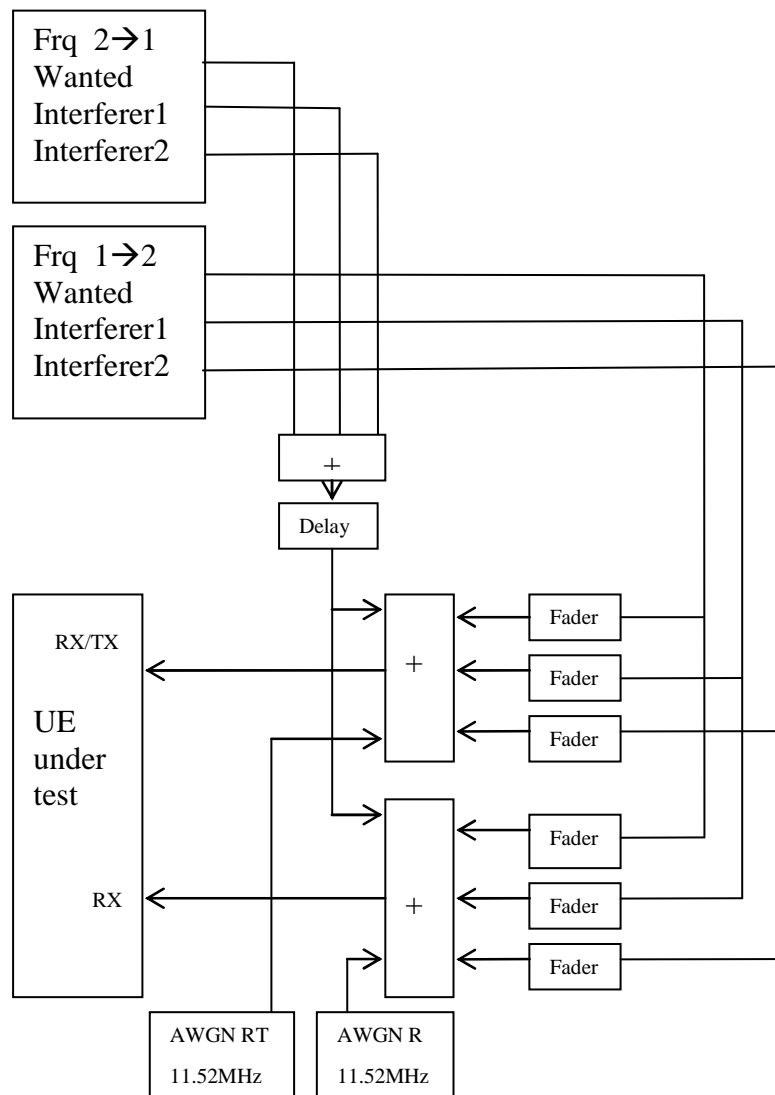 Frq 2→1
Wanted
Interferer1
Interferer2
Frq 1→2
Wanted
Interferer1
Interferer2
+
Delay
RX/TX
UE
under
test
RX
+
+
Fader
Fader
Fader
Fader
Fader
Fader
AWGN RT
11.52MHz
AWGN R
11.52MHz